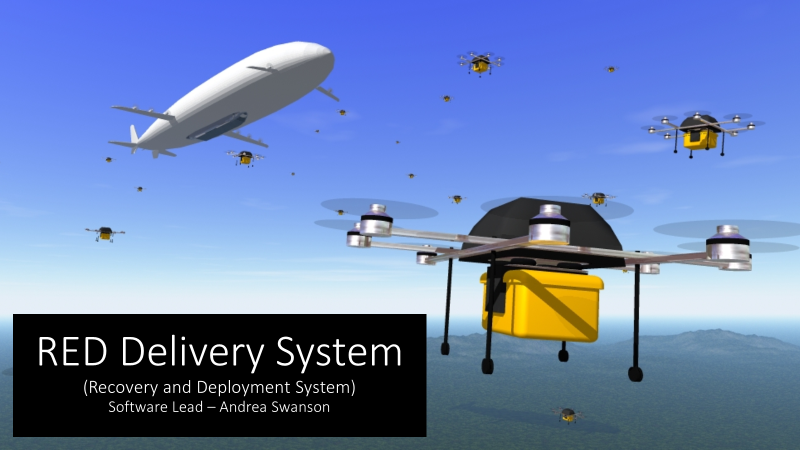 RED Delivery System
(Recovery and Deployment System)
Software Lead – Andrea Swanson